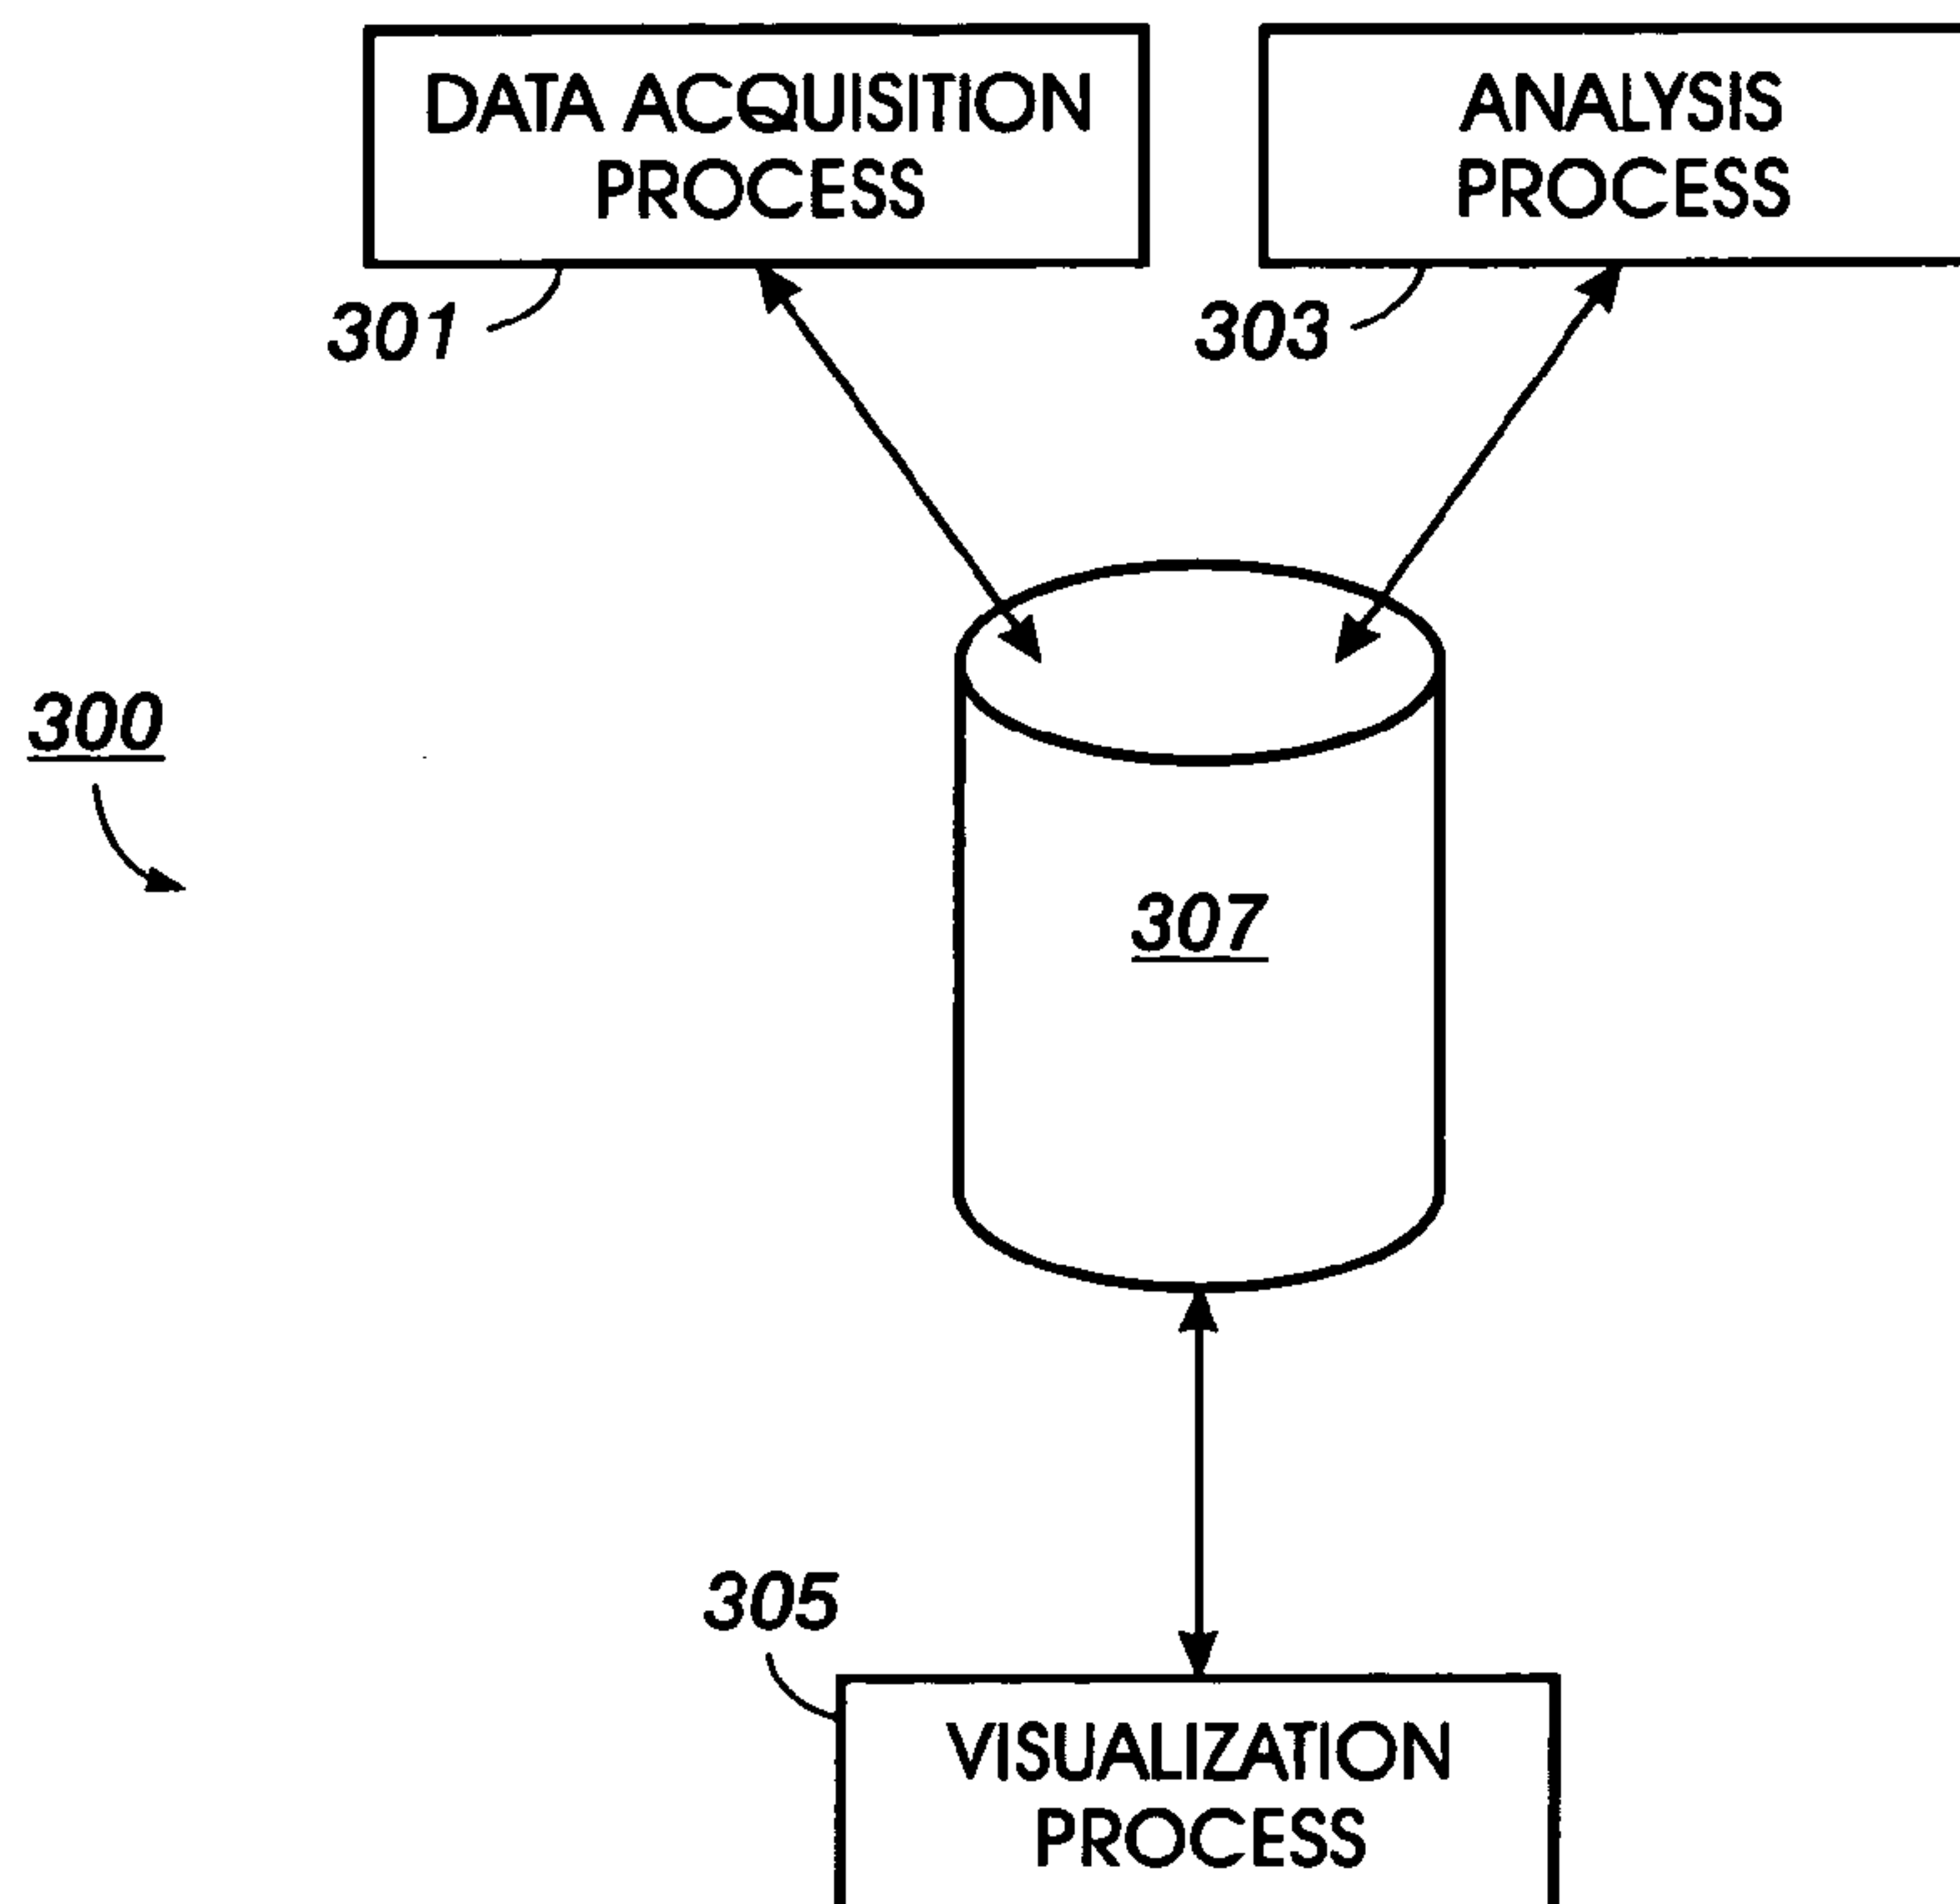 DATA ACQUISITION
PROCESS
ANALYSIS
PROCESS
301
303
300
307
305
VISUALIZATION
PROCESS